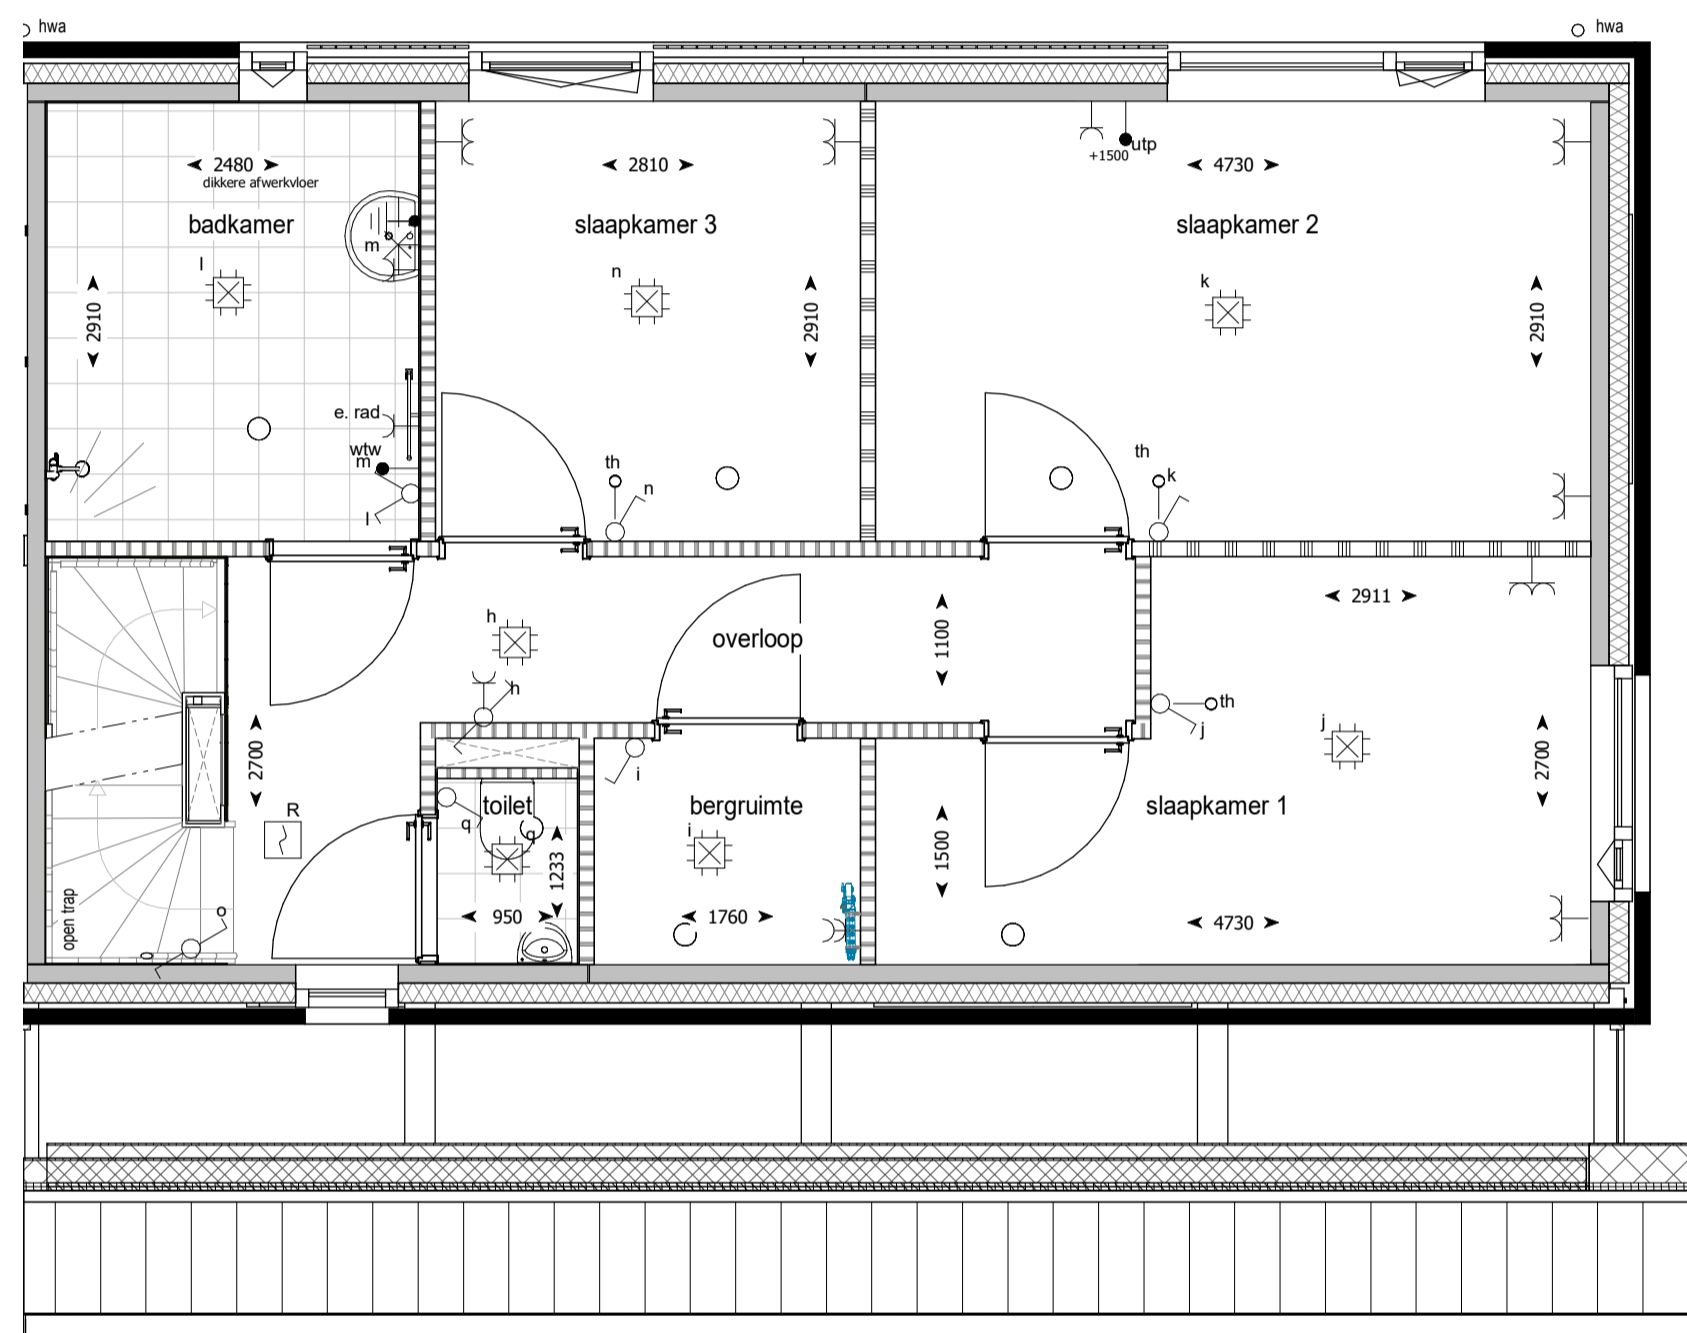 hwa
hwa
2480
dikkere afwerkvloer
badkamer
m
l
2910
e. rad
wtw
m
l
2810
slaapkamer 3
n
2910
th
n
utp
+1500
4730
slaapkamer 2
k
2910
th
k
h
h
overloop
1100
2911
th
j
j
2700
R
open trap
o
toilet
q
q
1233
950
i
bergruimte
i
1760
1500
slaapkamer 1
4730
2700